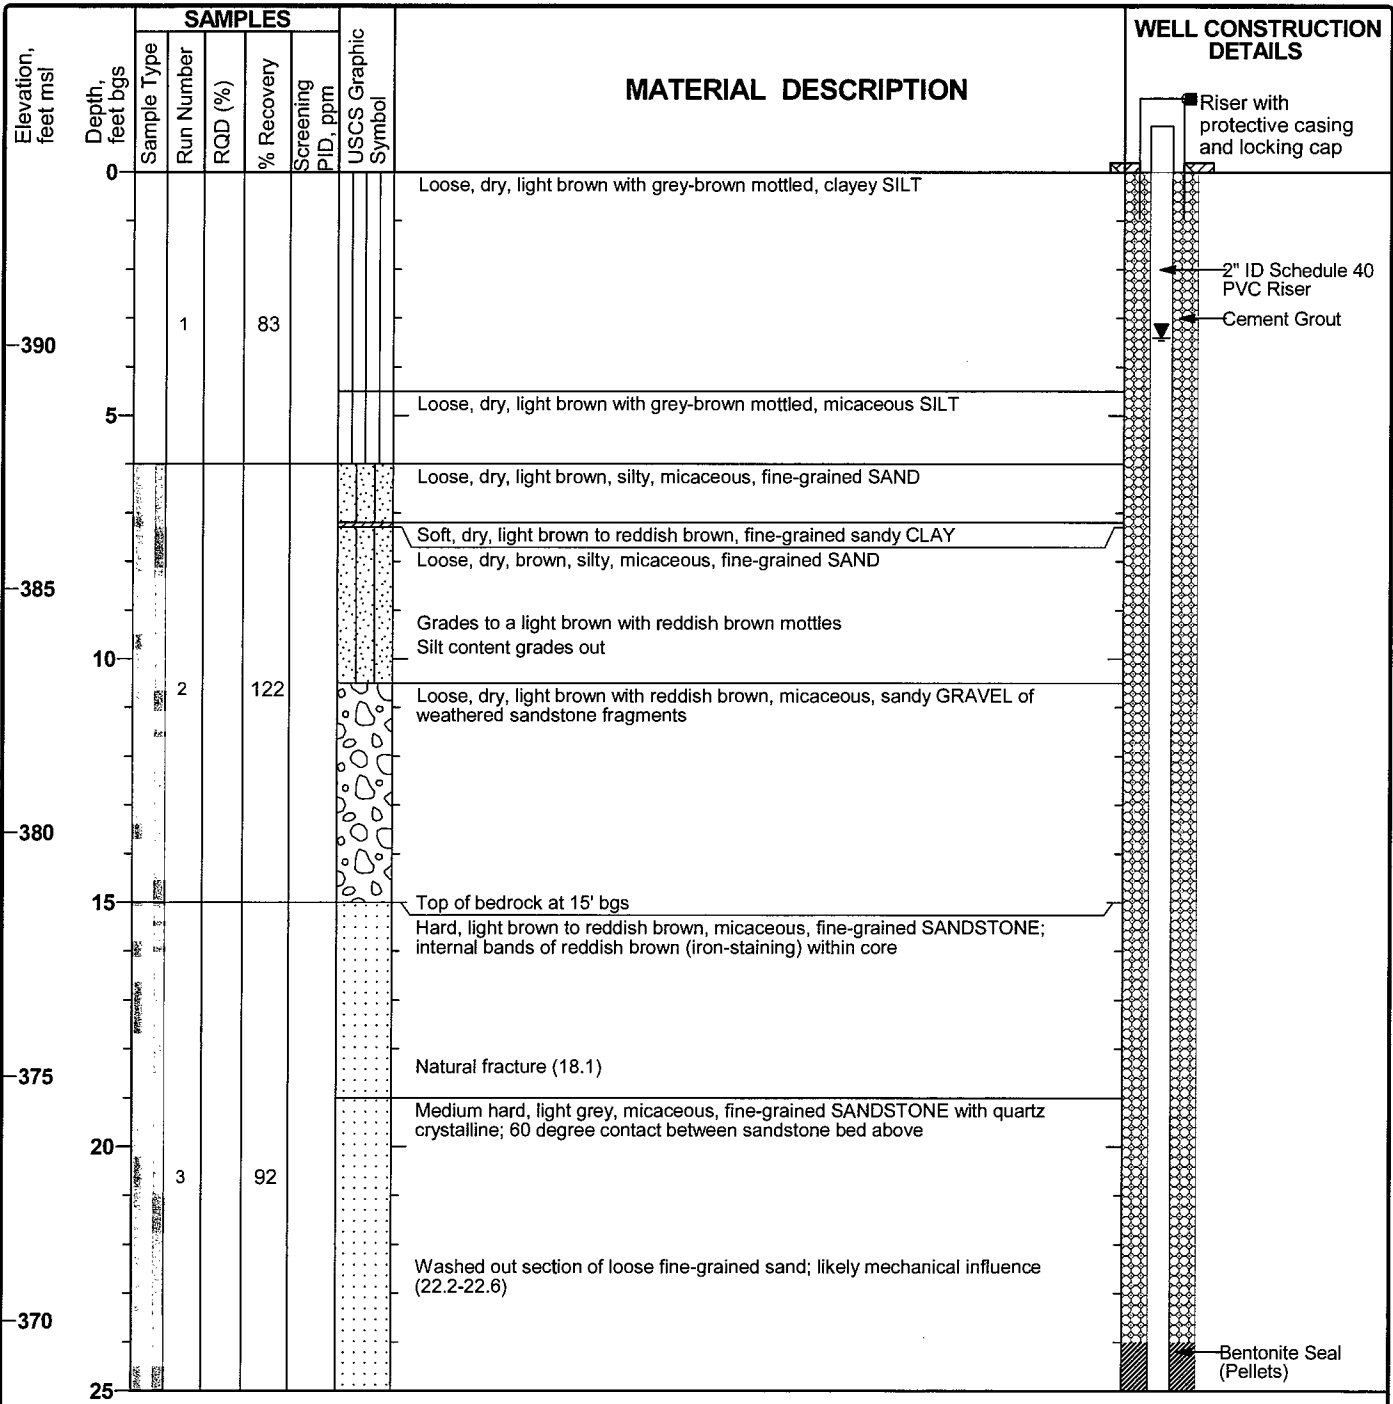 SAMPLES
Elevation,
feet msl
Depth,
feet bgs
Sample Type
Run Number
RQD (%)
% Recovery
Screening
PID, ppm
USCS Graphic
Symbol
MATERIAL DESCRIPTION
WELL CONSTRUCTION
DETAILS
Riser with
protective casing
and locking cap
0
Loose, dry, light brown with grey-brown mottled, clayey SILT
2" ID Schedule 40
PVC Riser
Cement Grout
1 83
390
5
Loose, dry, light brown with grey-brown mottled, micaceous SILT
Loose, dry, light brown, silty, micaceous, fine-grained SAND
Soft, dry, light brown to reddish brown, fine-grained sandy CLAY
Loose, dry, brown, silty, micaceous, fine-grained SAND
385
Grades to a light brown with reddish brown mottles
Silt content grades out
10
2 122
Loose, dry, light brown with reddish brown, micaceous, sandy GRAVEL of
weathered sandstone fragments
380
15
Top of bedrock at 15' bgs
Hard, light brown to reddish brown, micaceous, fine-grained SANDSTONE;
internal bands of reddish brown (iron-staining) within core
Natural fracture (18.1)
375
Medium hard, light grey, micaceous, fine-grained SANDSTONE with quartz
crystalline; 60 degree contact between sandstone bed above
20
3 92
Washed out section of loose fine-grained sand; likely mechanical influence
(22.2-22.6)
370
Bentonite Seal
(Pellets)
25